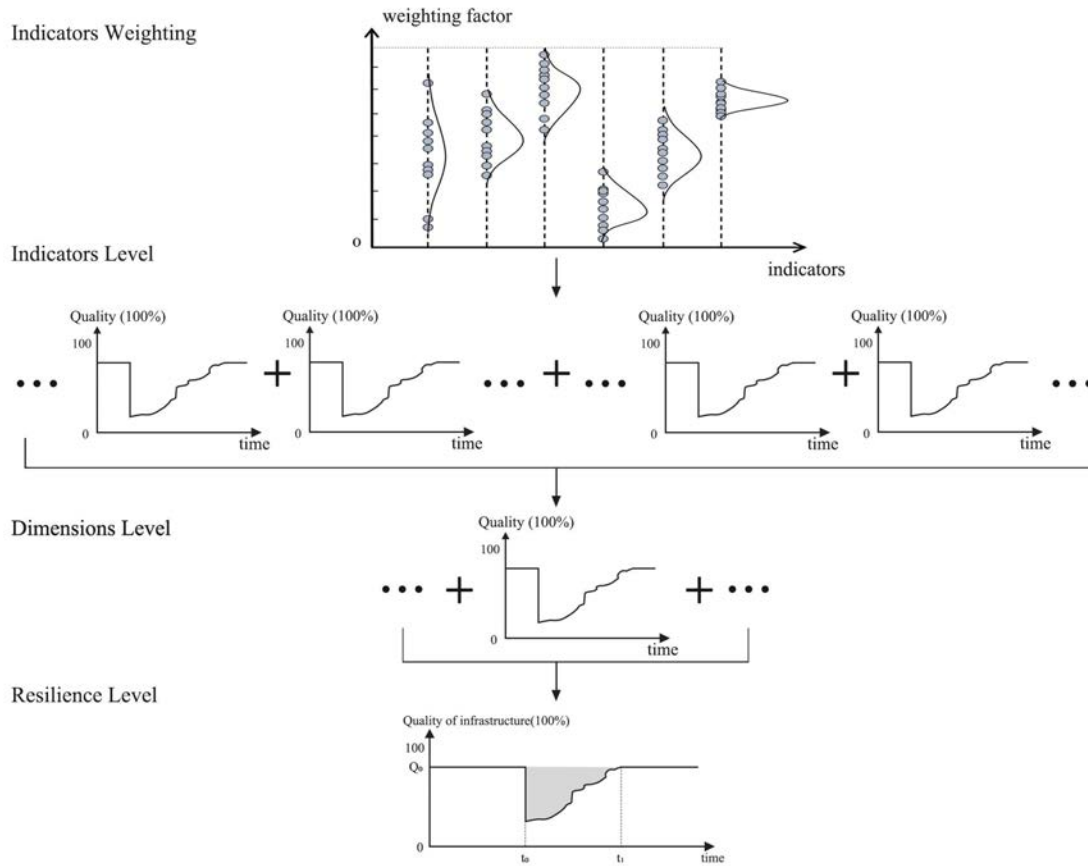 Indicators Weighting
weighting factor
0
indicators
Indicators Level
Quality (100%)
100
0
time
Quality (100%)
100
0
time
Quality (100%)
100
0
time
Quality (100%)
100
0
time
Dimensions Level
Quality (100%)
100
0
time
Resilience Level
Quality of infrastructure(100%)
100
Q₀
0
t₀
t₁
time